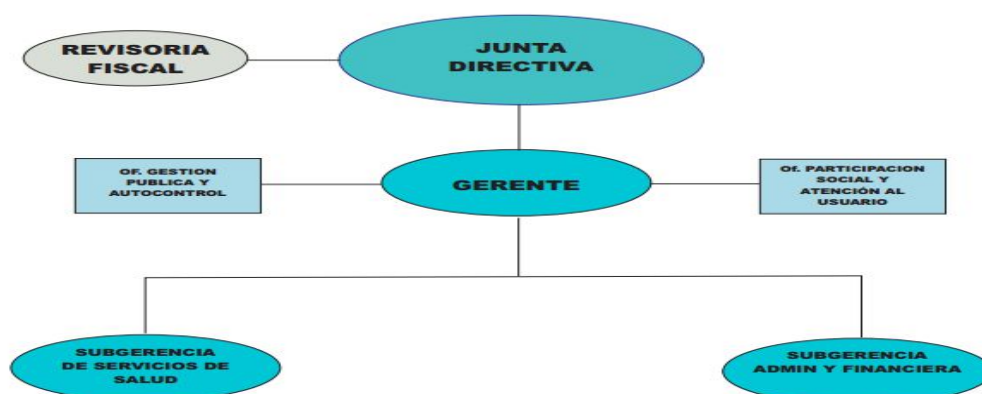 REVISORIA
FISCAL
JUNTA
DIRECTIVA
OF. GESTION
PUBLICA Y
AUTOCONTROL
GERENTE
Of. PARTICIPACION
SOCIAL Y
ATENCIÓN AL
USUARIO
SUBGERENCIA
DE SERVICIOS DE
SALUD
SUBGERENCIA
ADMIN Y FINANCIERA